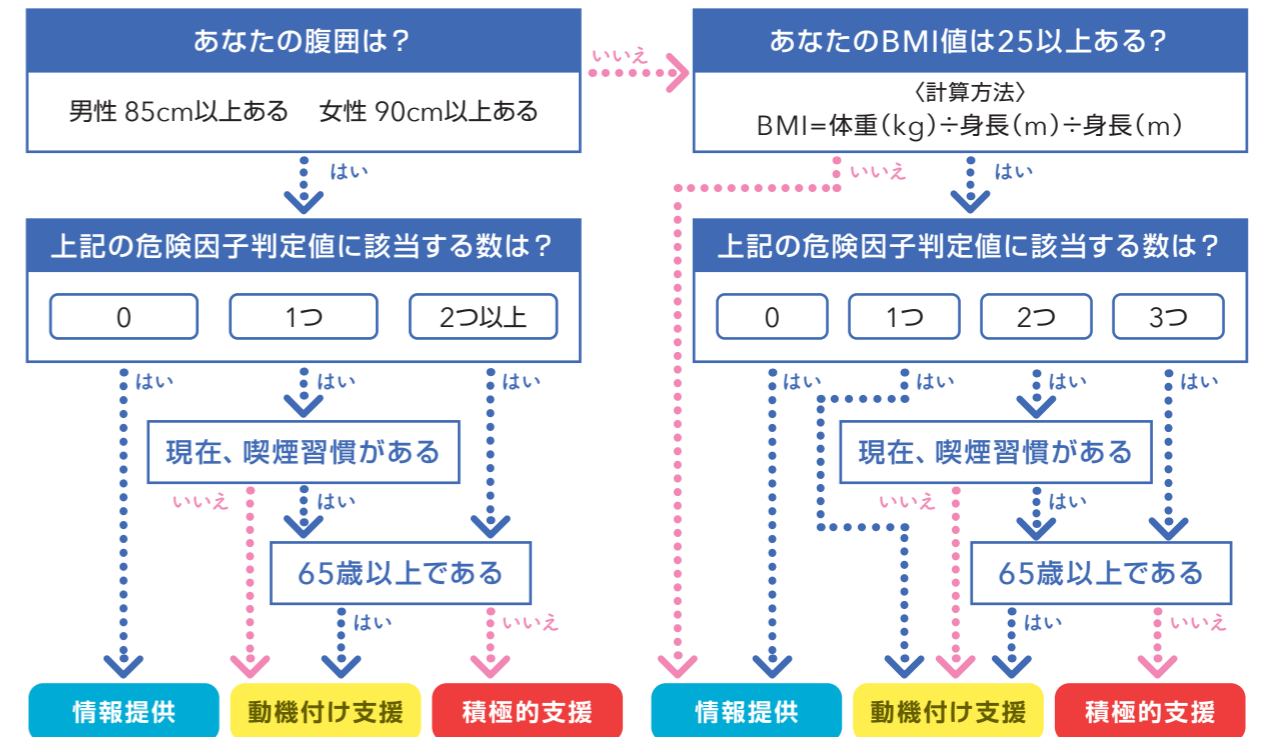 あなたの腹囲は？
男性 85cm以上ある 女性 90cm以上ある
いいえ
あなたのBMI値は25以上ある？
〈計算方法〉
BMI=体重(kg)÷身長(m)÷身長(m)
はい
いいえ
はい
上記の危険因子判定値に該当する数は？
0
1つ
2つ以上
上記の危険因子判定値に該当する数は？
0
1つ
2つ
3つ
はい
はい
はい
はい
はい
はい
はい
現在、喫煙習慣がある
現在、喫煙習慣がある
いいえ
はい
いいえ
はい
65歳以上である
65歳以上である
はい
いいえ
はい
いいえ
情報提供
動機付け支援
積極的支援
情報提供
動機付け支援
積極的支援